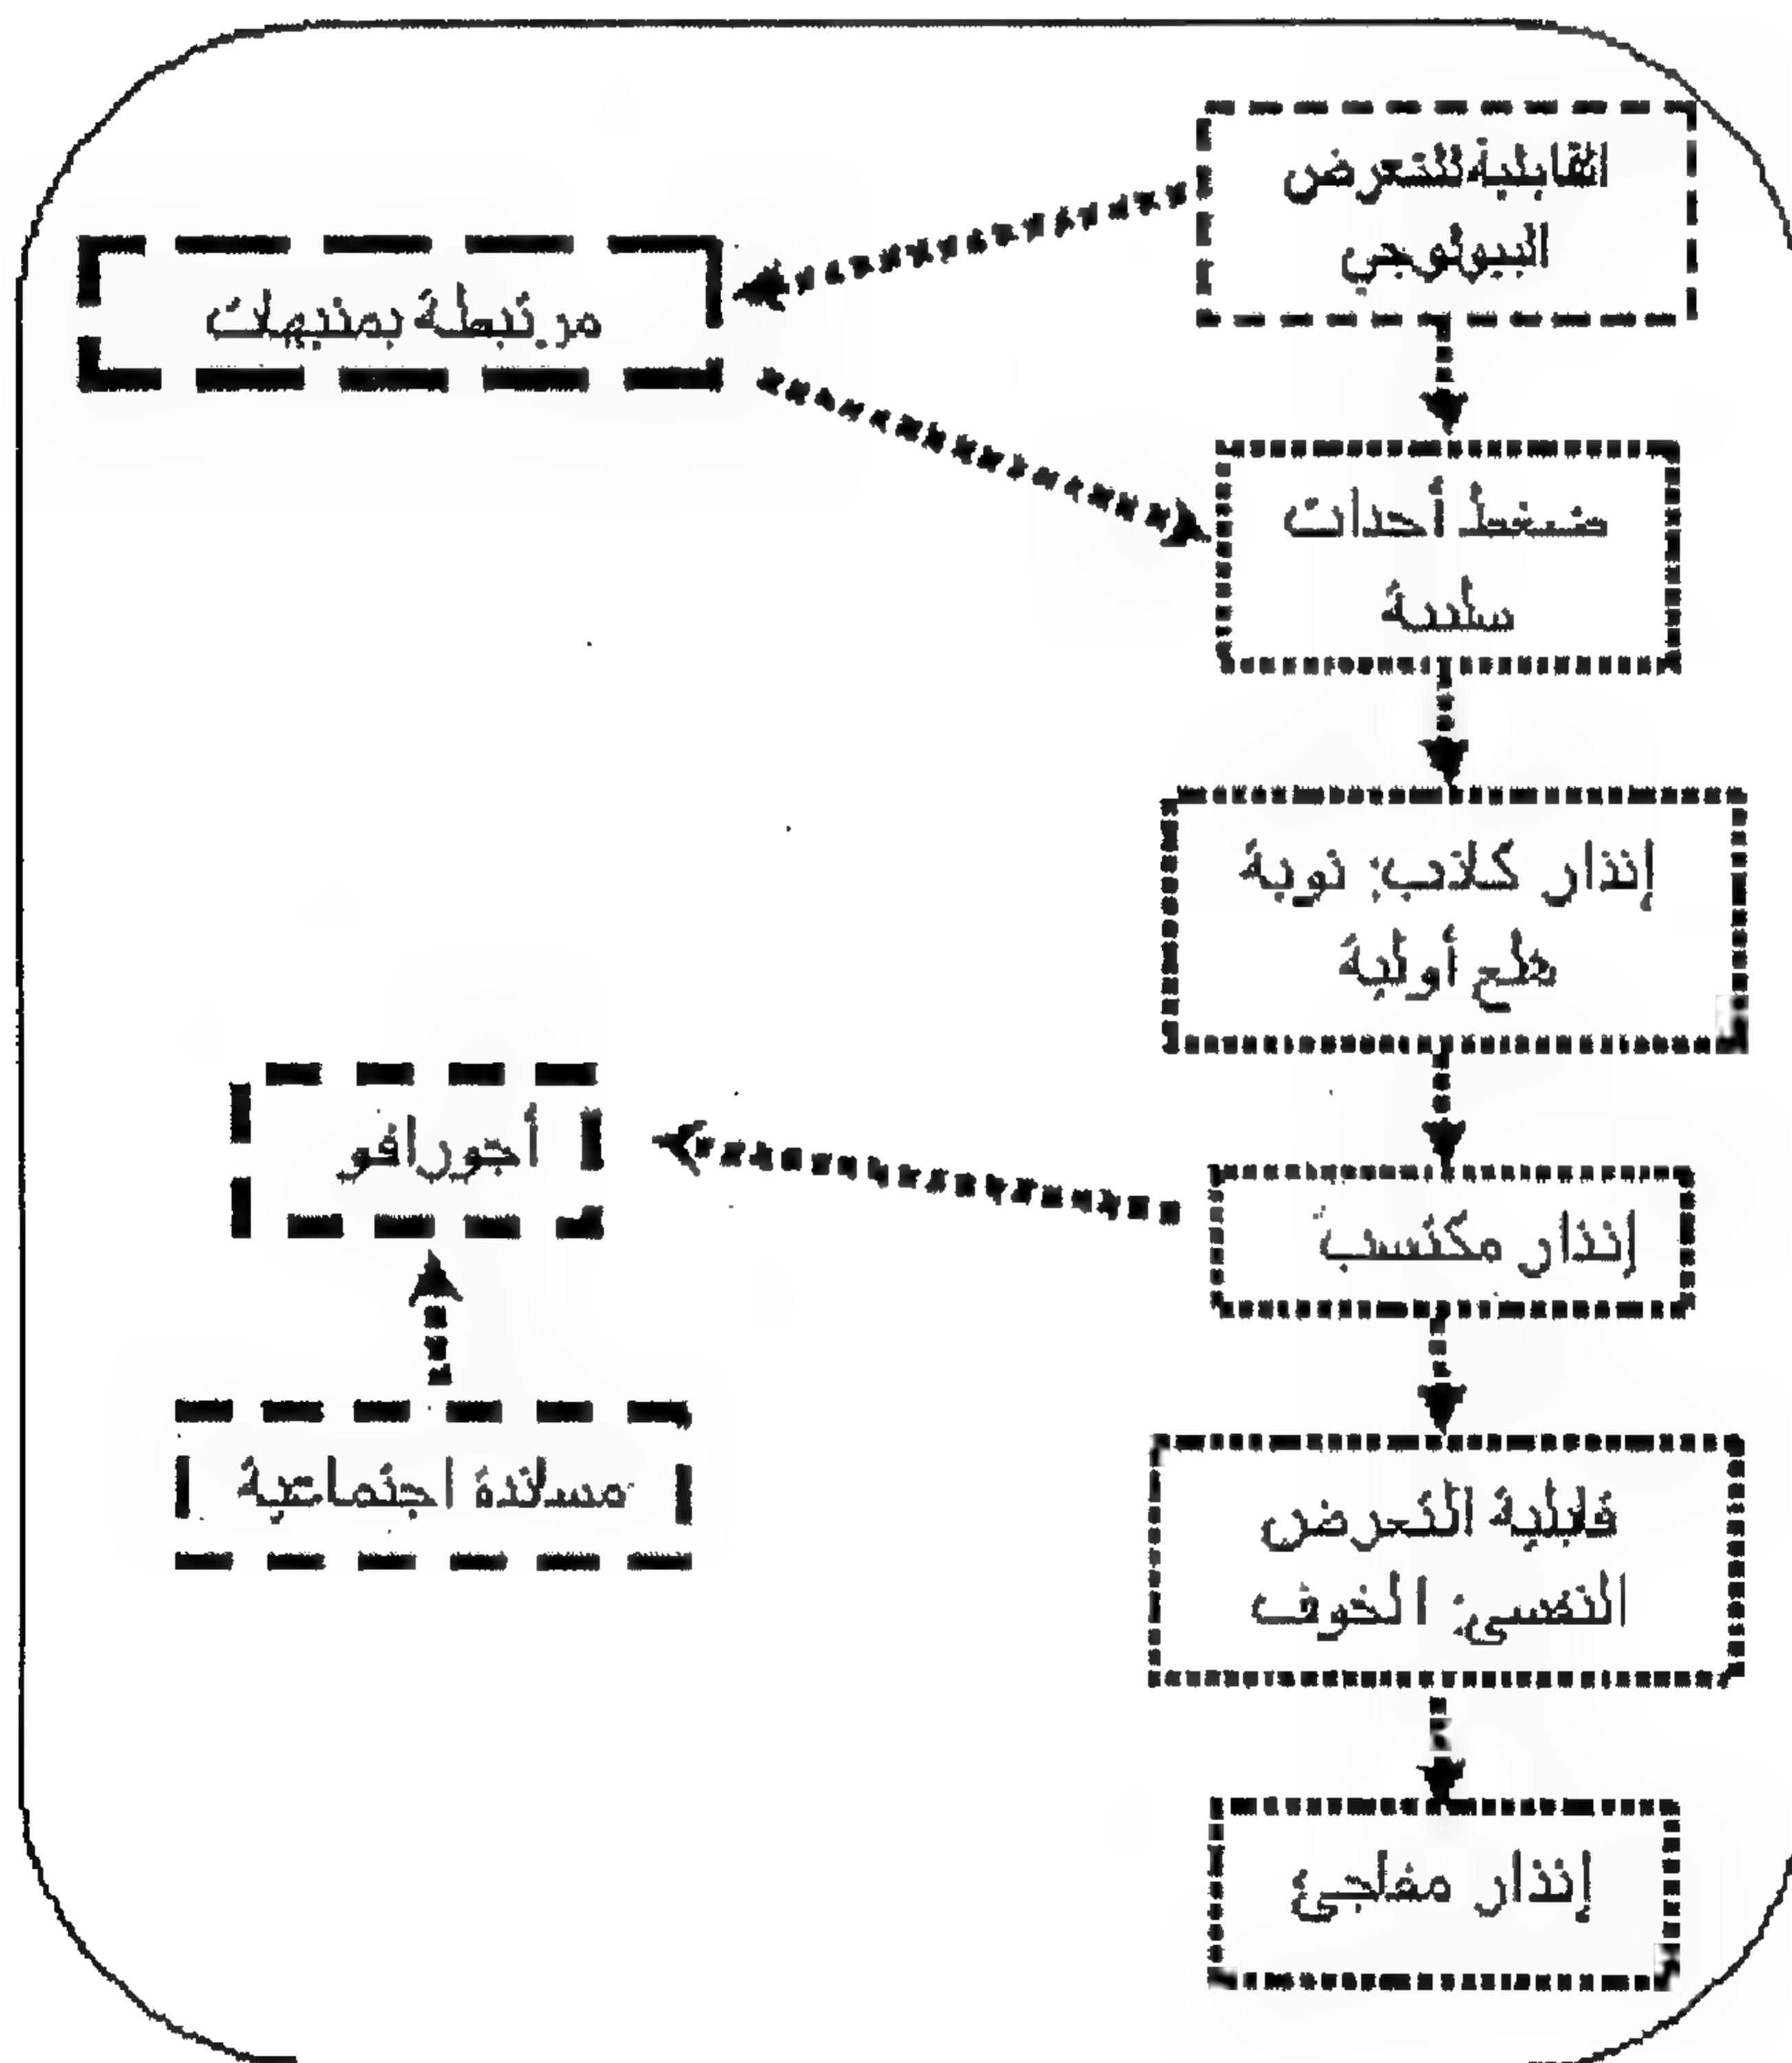 القابلية للتعرض
البيولوجي
مرتبطة بمنبهات
ضغط أحداث
سلبية
إنذار كاذب: نوبة
هلع أولية
أجورافو
إنذار مكتسب
مساندة اجتماعية
قابلية التعرض
النفسي: الخوف
إنذار مفاجئ